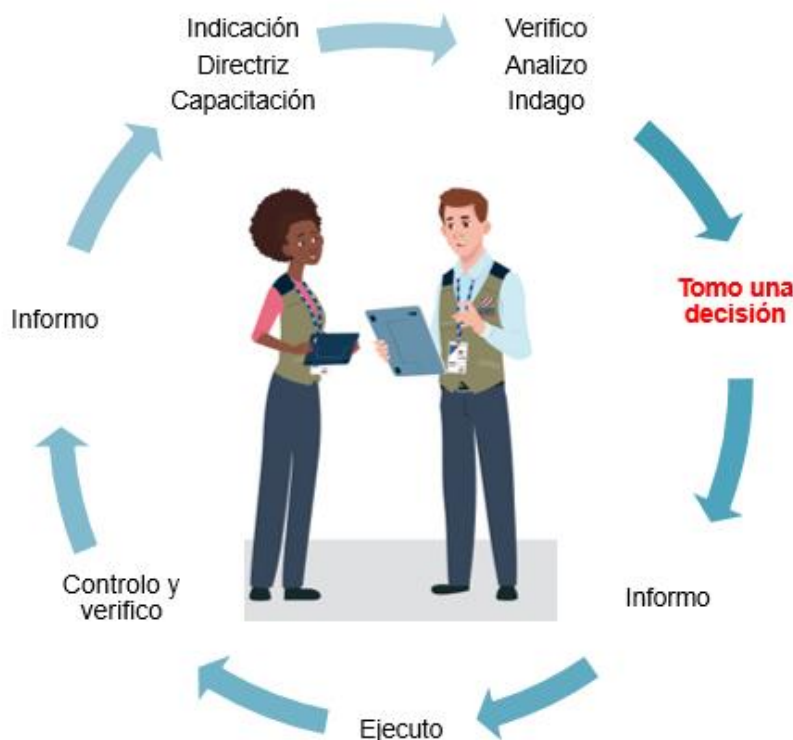 Indicación
Directriz
Capacitación
Verifico
Analizo
Indago
Tomo una
decisión
Informo
Ejecuto
Controlo y
verifico
Informo